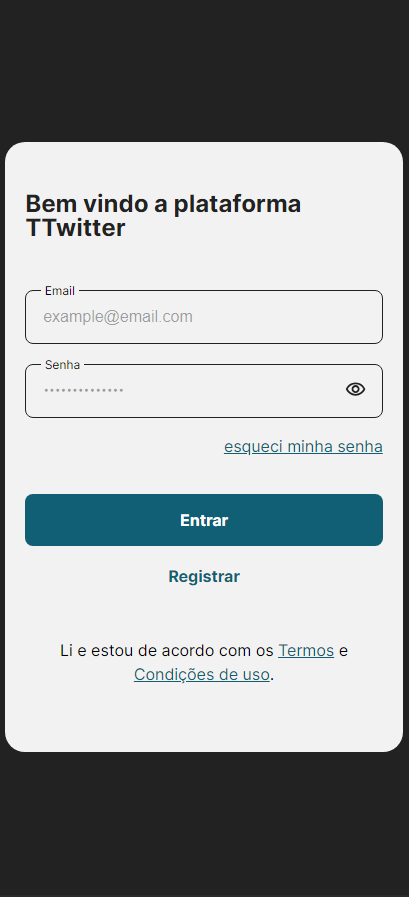 Bem vindo a plataforma
TTwitter
Email
example@email.com
Senha
••••••••••••••
esqueci minha senha
Entrar
Registrar
Li e estou de acordo com os Termos e
Condições de uso.